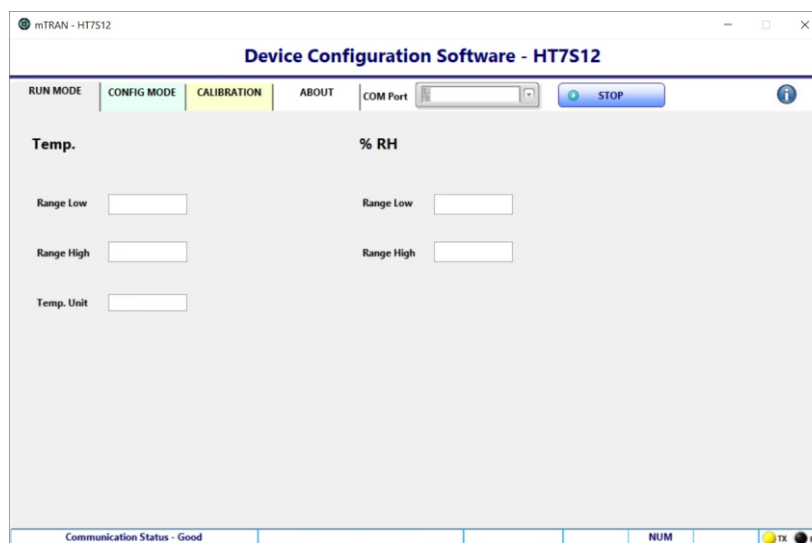 mTRAN - HT7S12
Device Configuration Software - HT7S12
RUN MODE CONFIG MODE CALIBRATION ABOUT COM Port STOP
Temp. % RH
Range Low Range Low
Range High Range High
Temp. Unit
Communication Status - Good NUM TX